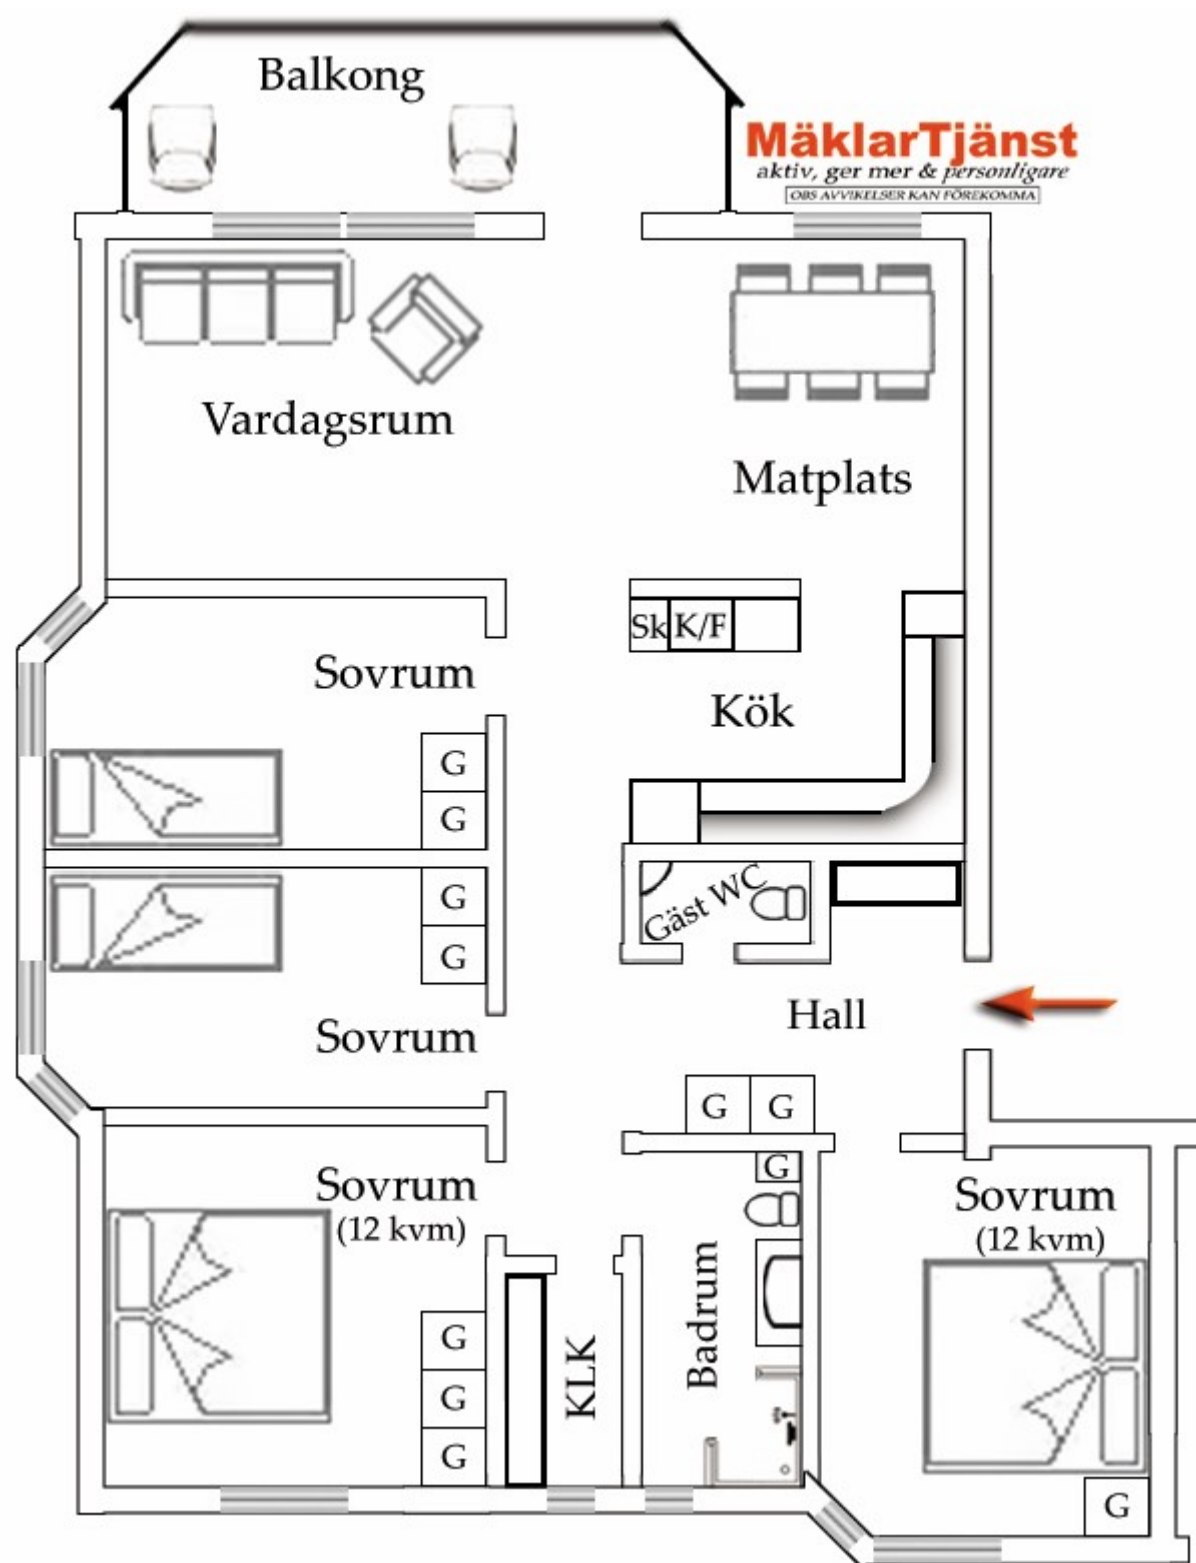 Balkong
MäklarTjänst
aktiv, ger mer & personligare
OBS AVVIKELSER KAN FÖREKOMMA
Vardagsrum
Matplats
Sk K/F
Sovrum
Kök
G
G
Gäst WC
G
G
Sovrum
Hall
G G
G
Sovrum
(12 kvm)
Sovrum
(12 kvm)
Badrum
KLK
G
G
G
G